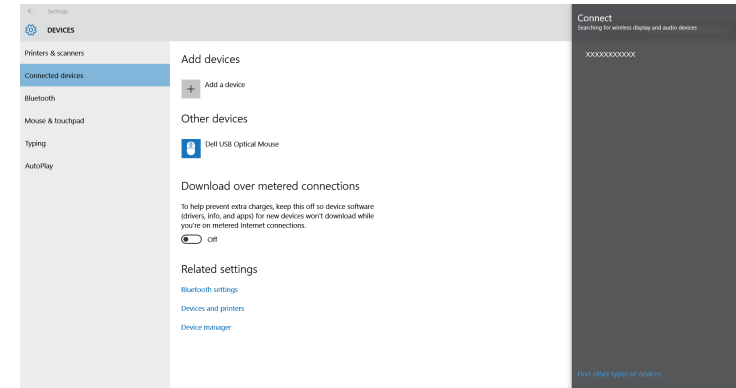 Settings
DEVICES
Printers & scanners
Connected devices
Bluetooth
Mouse & touchpad
Typing
AutoPlay
Add devices
Add a device
Other devices
Dell USB Optical Mouse
Download over metered connections
To help prevent extra charges, keep this off so device software
(drivers, info, and apps) for new devices won't download while
you're on metered Internet connections.
Off
Related settings
Bluetooth settings
Devices and printers
Device manager
Connect
Searching for wireless display and audio devices
XXXXXXXXXXX
Find other types of devices